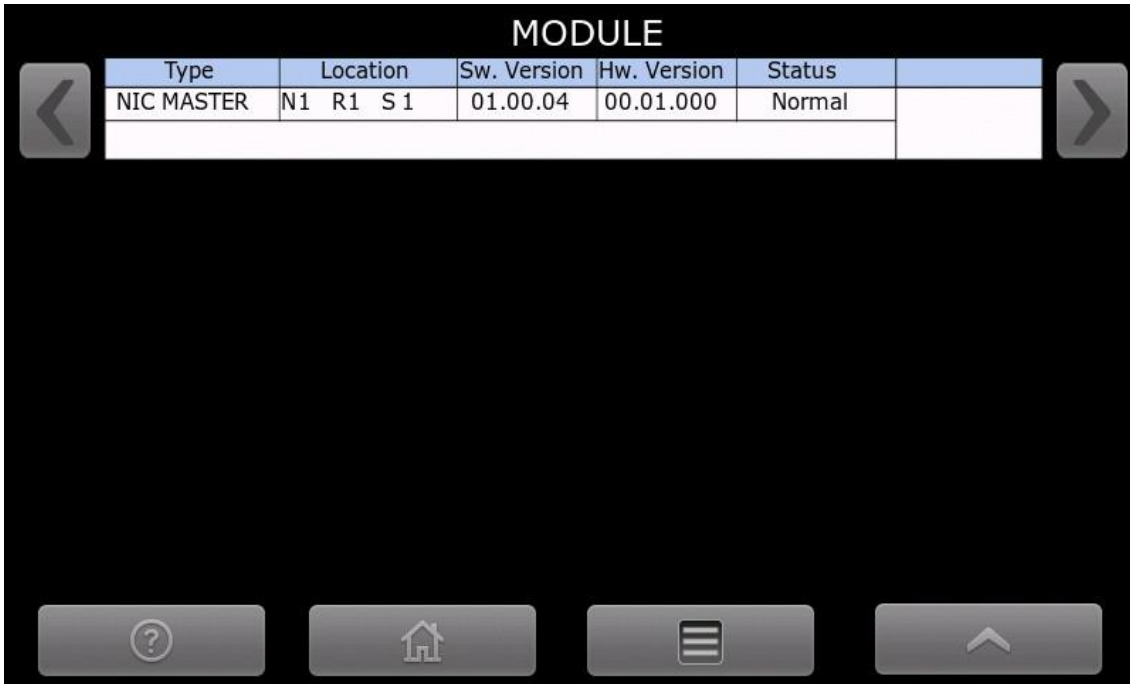 MODULE
Type Location Sw. Version Hw. Version Status
NIC MASTER N1 R1 S 1 01.00.04 00.01.000 Normal
?